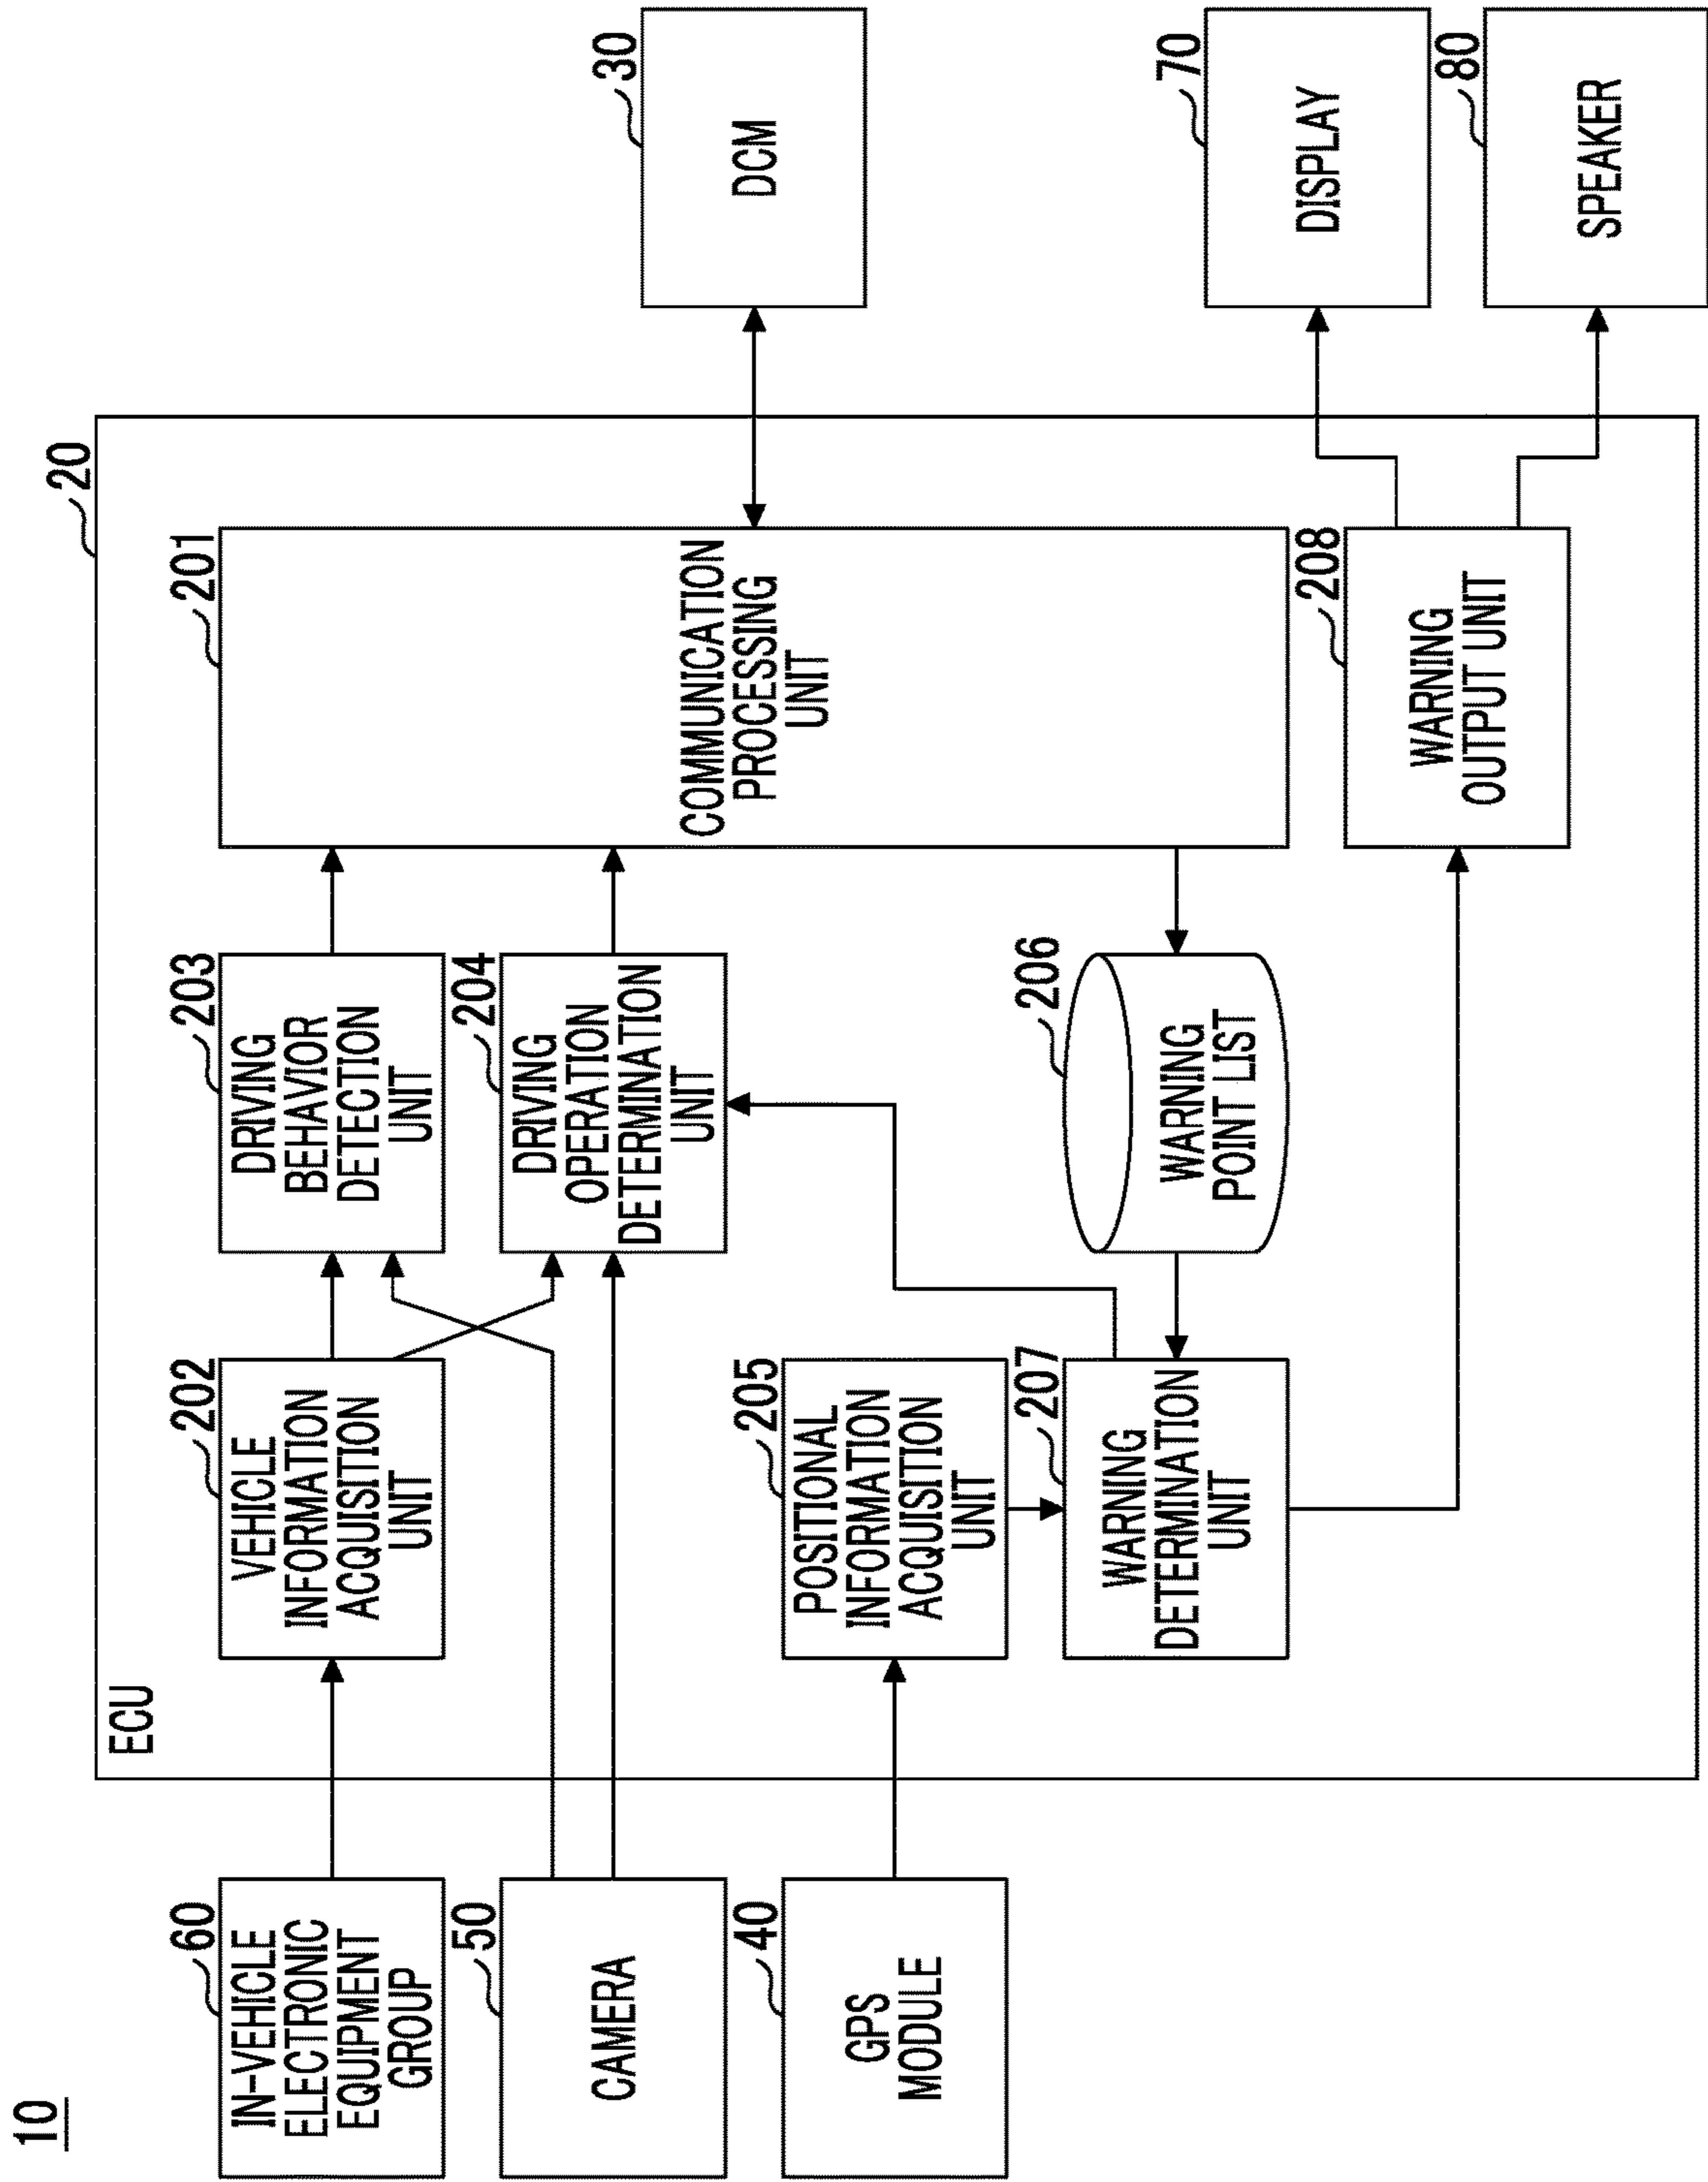 10
60
IN-VEHICLE
ELECTRONIC
EQUIPMENT
GROUP
50
CAMERA
40
GPS
MODULE
20
ECU
202
VEHICLE
INFORMATION
ACQUISITION
UNIT
203
DRIVING
BEHAVIOR
DETECTION
UNIT
204
DRIVING
OPERATION
DETERMINATION
UNIT
201
COMMUNICATION
PROCESSING
UNIT
205
POSITIONAL
INFORMATION
ACQUISITION
UNIT
206
WARNING
POINT LIST
207
WARNING
DETERMINATION
UNIT
208
WARNING
OUTPUT UNIT
30
DCM
70
DISPLAY
80
SPEAKER